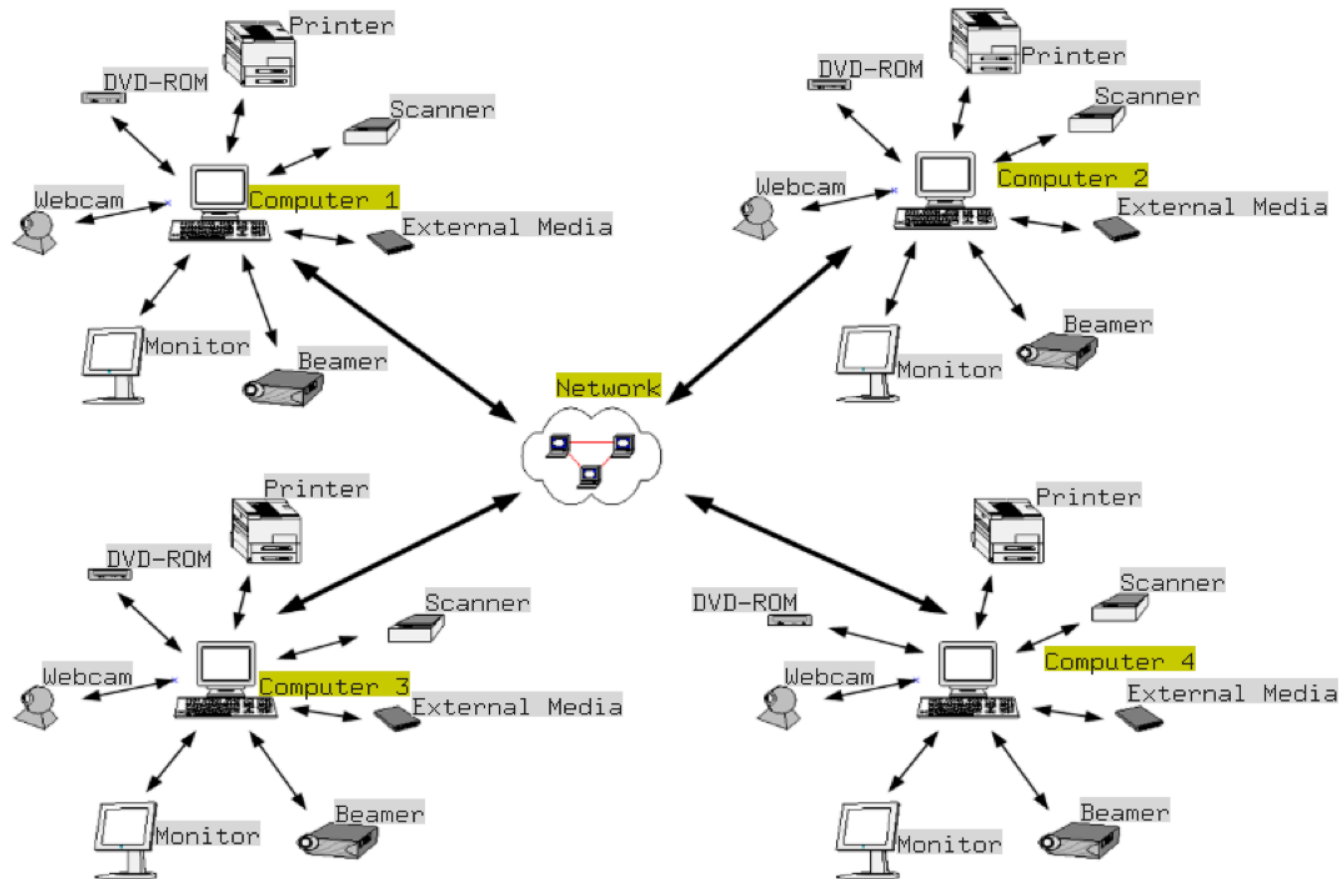 Printer
DVD-ROM
Scanner
Webcam
Computer 1
External Media
Monitor
Beamer
Printer
DVD-ROM
Scanner
Webcam
Computer 2
External Media
Monitor
Beamer
Network
Printer
DVD-ROM
Scanner
Webcam
Computer 3
External Media
Monitor
Beamer
Printer
DVD-ROM
Scanner
Webcam
Computer 4
External Media
Monitor
Beamer